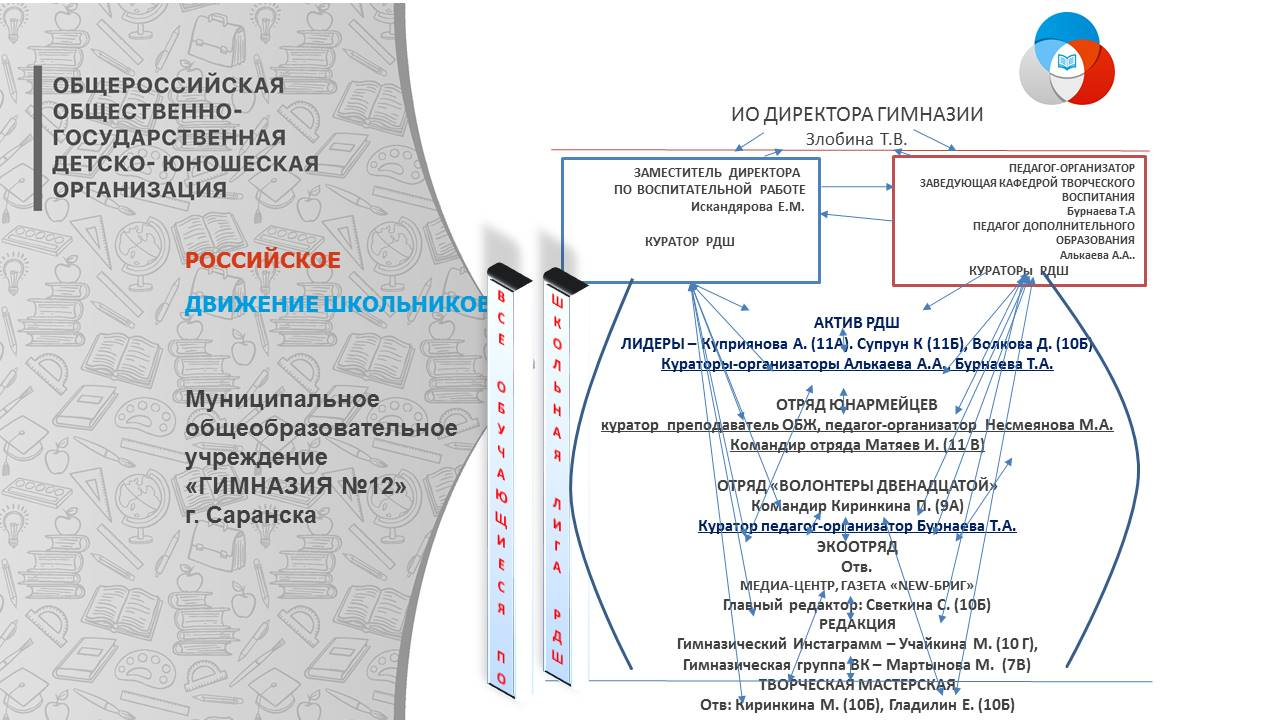 ОБЩЕРОССИЙСКАЯ
ОБЩЕСТВЕННО-
ГОСУДАРСТВЕННАЯ
ДЕТСКО- ЮНОШЕСКАЯ
ОРГАНИЗАЦИЯ
РОССИЙСКОЕ
ДВИЖЕНИЕ ШКОЛЬНИКОВ
Муниципальное
общеобразовательное
учреждение
«ГИМНАЗИЯ №12»
г. Саранска
ВСЕ ОБУЧАЮЩИЕСЯ ПО
ШКОЛЬНАЯ ЛИГА РДШ
ИО ДИРЕКТОРА ГИМНАЗИИ
Злобина Т.В.
ЗАМЕСТИТЕЛЬ ДИРЕКТОРА
ПО ВОСПИТАТЕЛЬНОЙ РАБОТЕ
Искандярова Е.М.
КУРАТОР РДШ
ПЕДАГОГ-ОРГАНИЗАТОР
ЗАВЕДУЮЩАЯ КАФЕДРОЙ ТВОРЧЕСКОГО
ВОСПИТАНИЯ
Бурнаева Т.А
ПЕДАГОГ ДОПОЛНИТЕЛЬНОГО
ОБРАЗОВАНИЯ
Алькаева А.А..
КУРАТОРЫ РДШ
АКТИВ РДШ
ЛИДЕРЫ – Куприянова А. (11А). Супрун К (11Б), Волкова Д. (10Б)
Кураторы-организаторы Алькаева А.А., Бурнаева Т.А.
ОТРЯД ЮНАРМЕЙЦЕВ
куратор преподаватель ОБЖ, педагог-организатор Несмеянова М.А.
Командир отряда Матяев И. (11 В)
ОТРЯД «ВОЛОНТЕРЫ ДВЕНАДЦАТОЙ»
Командир Киринкина П. (9А)
Куратор педагог-организатор Бурнаева Т.А.
ЭКООТРЯД
Отв.
МЕДИА-ЦЕНТР, ГАЗЕТА «NEW-БРИГ»
Главный редактор: Светкина С. (10Б)
РЕДАКЦИЯ
Гимназический Инстаграмм – Учайкина М. (10 Г),
Гимназическая группа ВК – Мартынова М. (7В)
ТВОРЧЕСКАЯ МАСТЕРСКАЯ
Отв: Киринкина М. (10Б), Гладилин Е. (10Б)